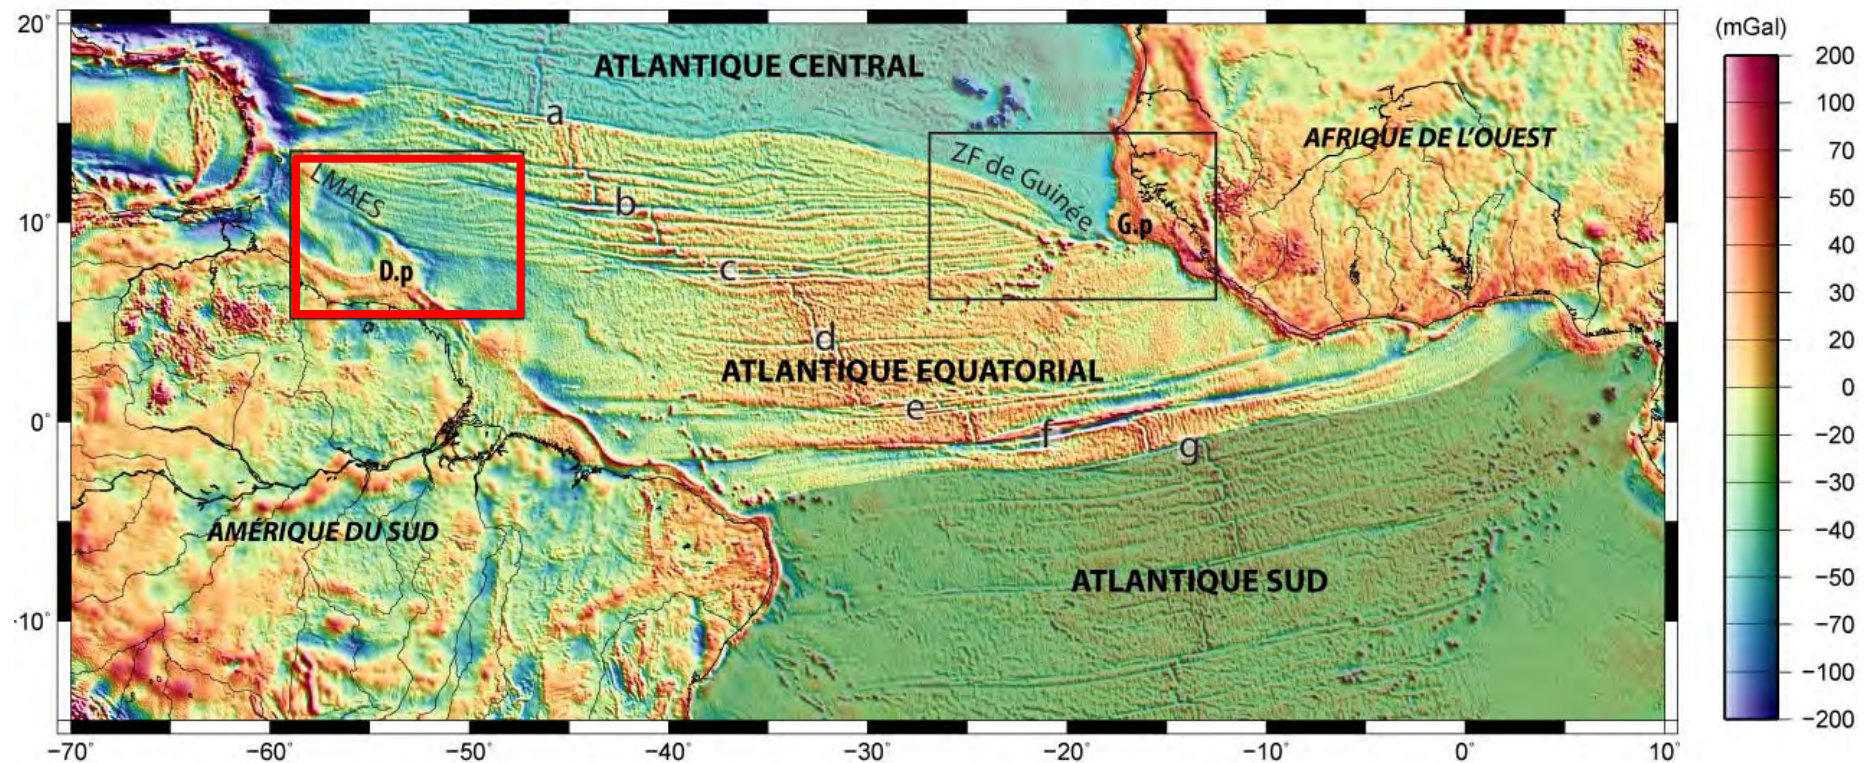 (mGal)
20°
10°
0°
-10°
ATLANTIQUE CENTRAL
AFRIQUE DE L'OUEST
a
ZF de Guinée
LMAES
b
G.p
D.p
c
d
ATLANTIQUE EQUATORIAL
e
f
g
AMÉRIQUE DU SUD
ATLANTIQUE SUD
−70° −60° −50° −40° −30° −20° −10° 0° 10°
200
100
70
50
40
30
20
0
−20
−30
−40
−50
−70
−100
−200